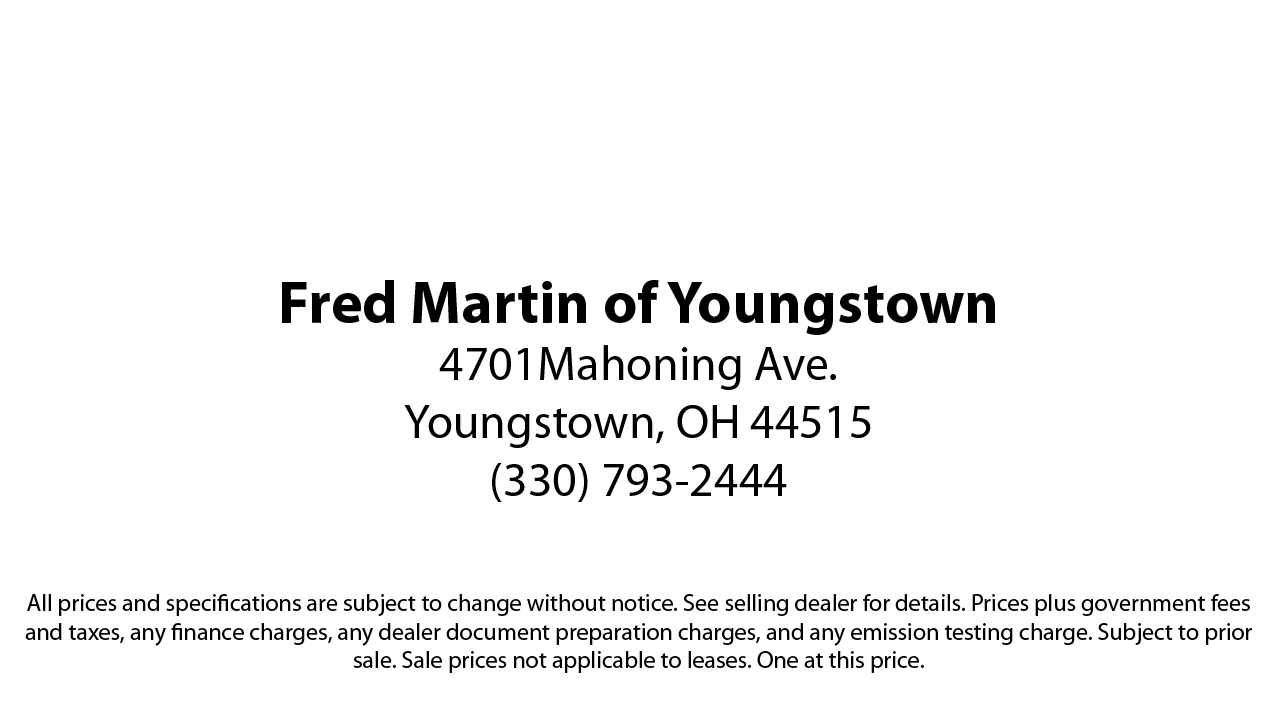 Fred Martin of Youngstown
4701Mahoning Ave.
Youngstown, OH 44515
(330) 793-2444
All prices and specifications are subject to change without notice. See selling dealer for details. Prices plus government fees
and taxes, any finance charges, any dealer document preparation charges, and any emission testing charge. Subject to prior
sale. Sale prices not applicable to leases. One at this price.